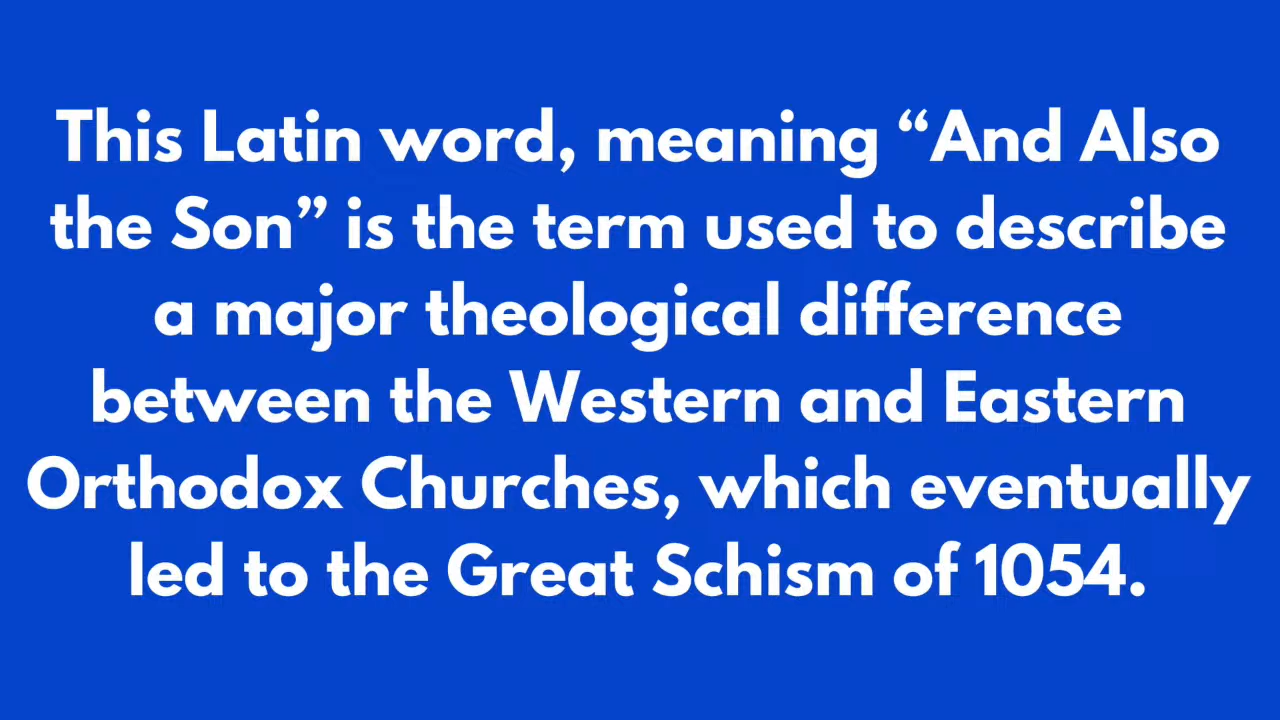 This Latin word, meaning “And Also
the Son” is the term used to describe
a major theological difference
between the Western and Eastern
Orthodox Churches, which eventually
led to the Great Schism of 1054.